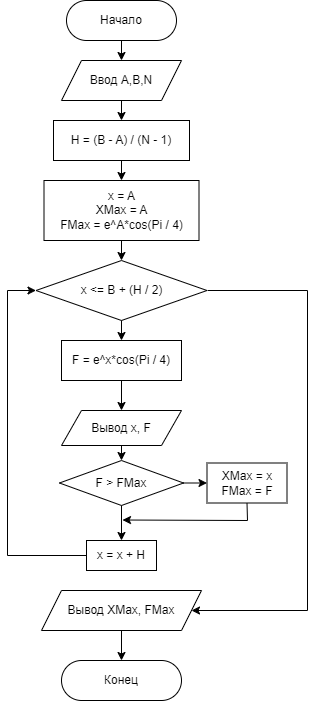 Начало
Ввод A,B,N
H = (B - A) / (N - 1)
x = A
XMax = A
FMax = e^A*cos(Pi / 4)
x <= B + (H / 2)
F = e^x*cos(Pi / 4)
Вывод x, F
F > FMax
XMax = x
FMax = F
x = x + H
Вывод XMax, FMax
Конец